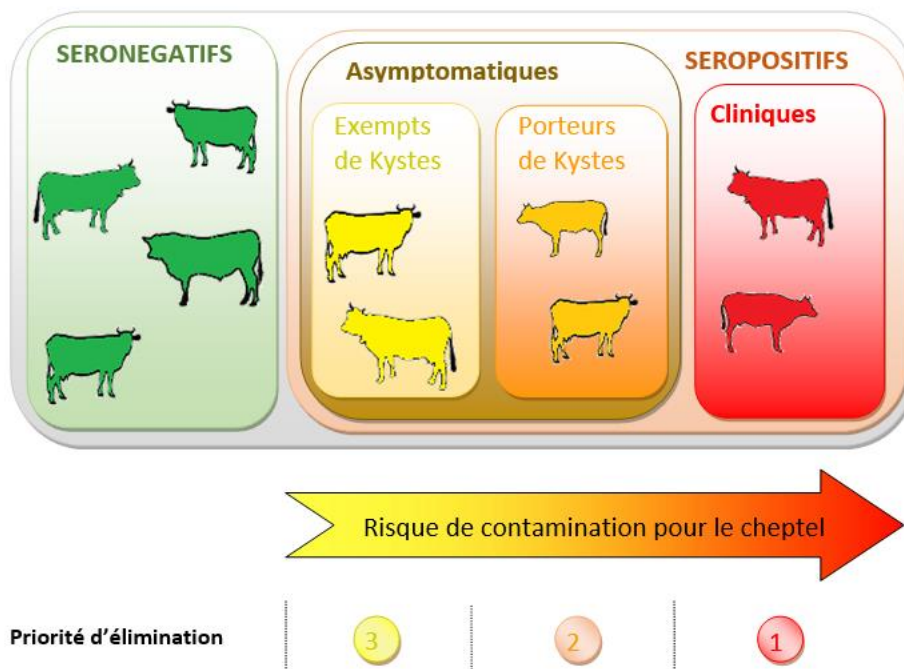 SERONEGATIFS
Asymptomatiques
SEROPOSITIFS
Exempts
de Kystes
Porteurs
de Kystes
Cliniques
Risque de contamination pour le cheptel
Priorité d’élimination
3
2
1